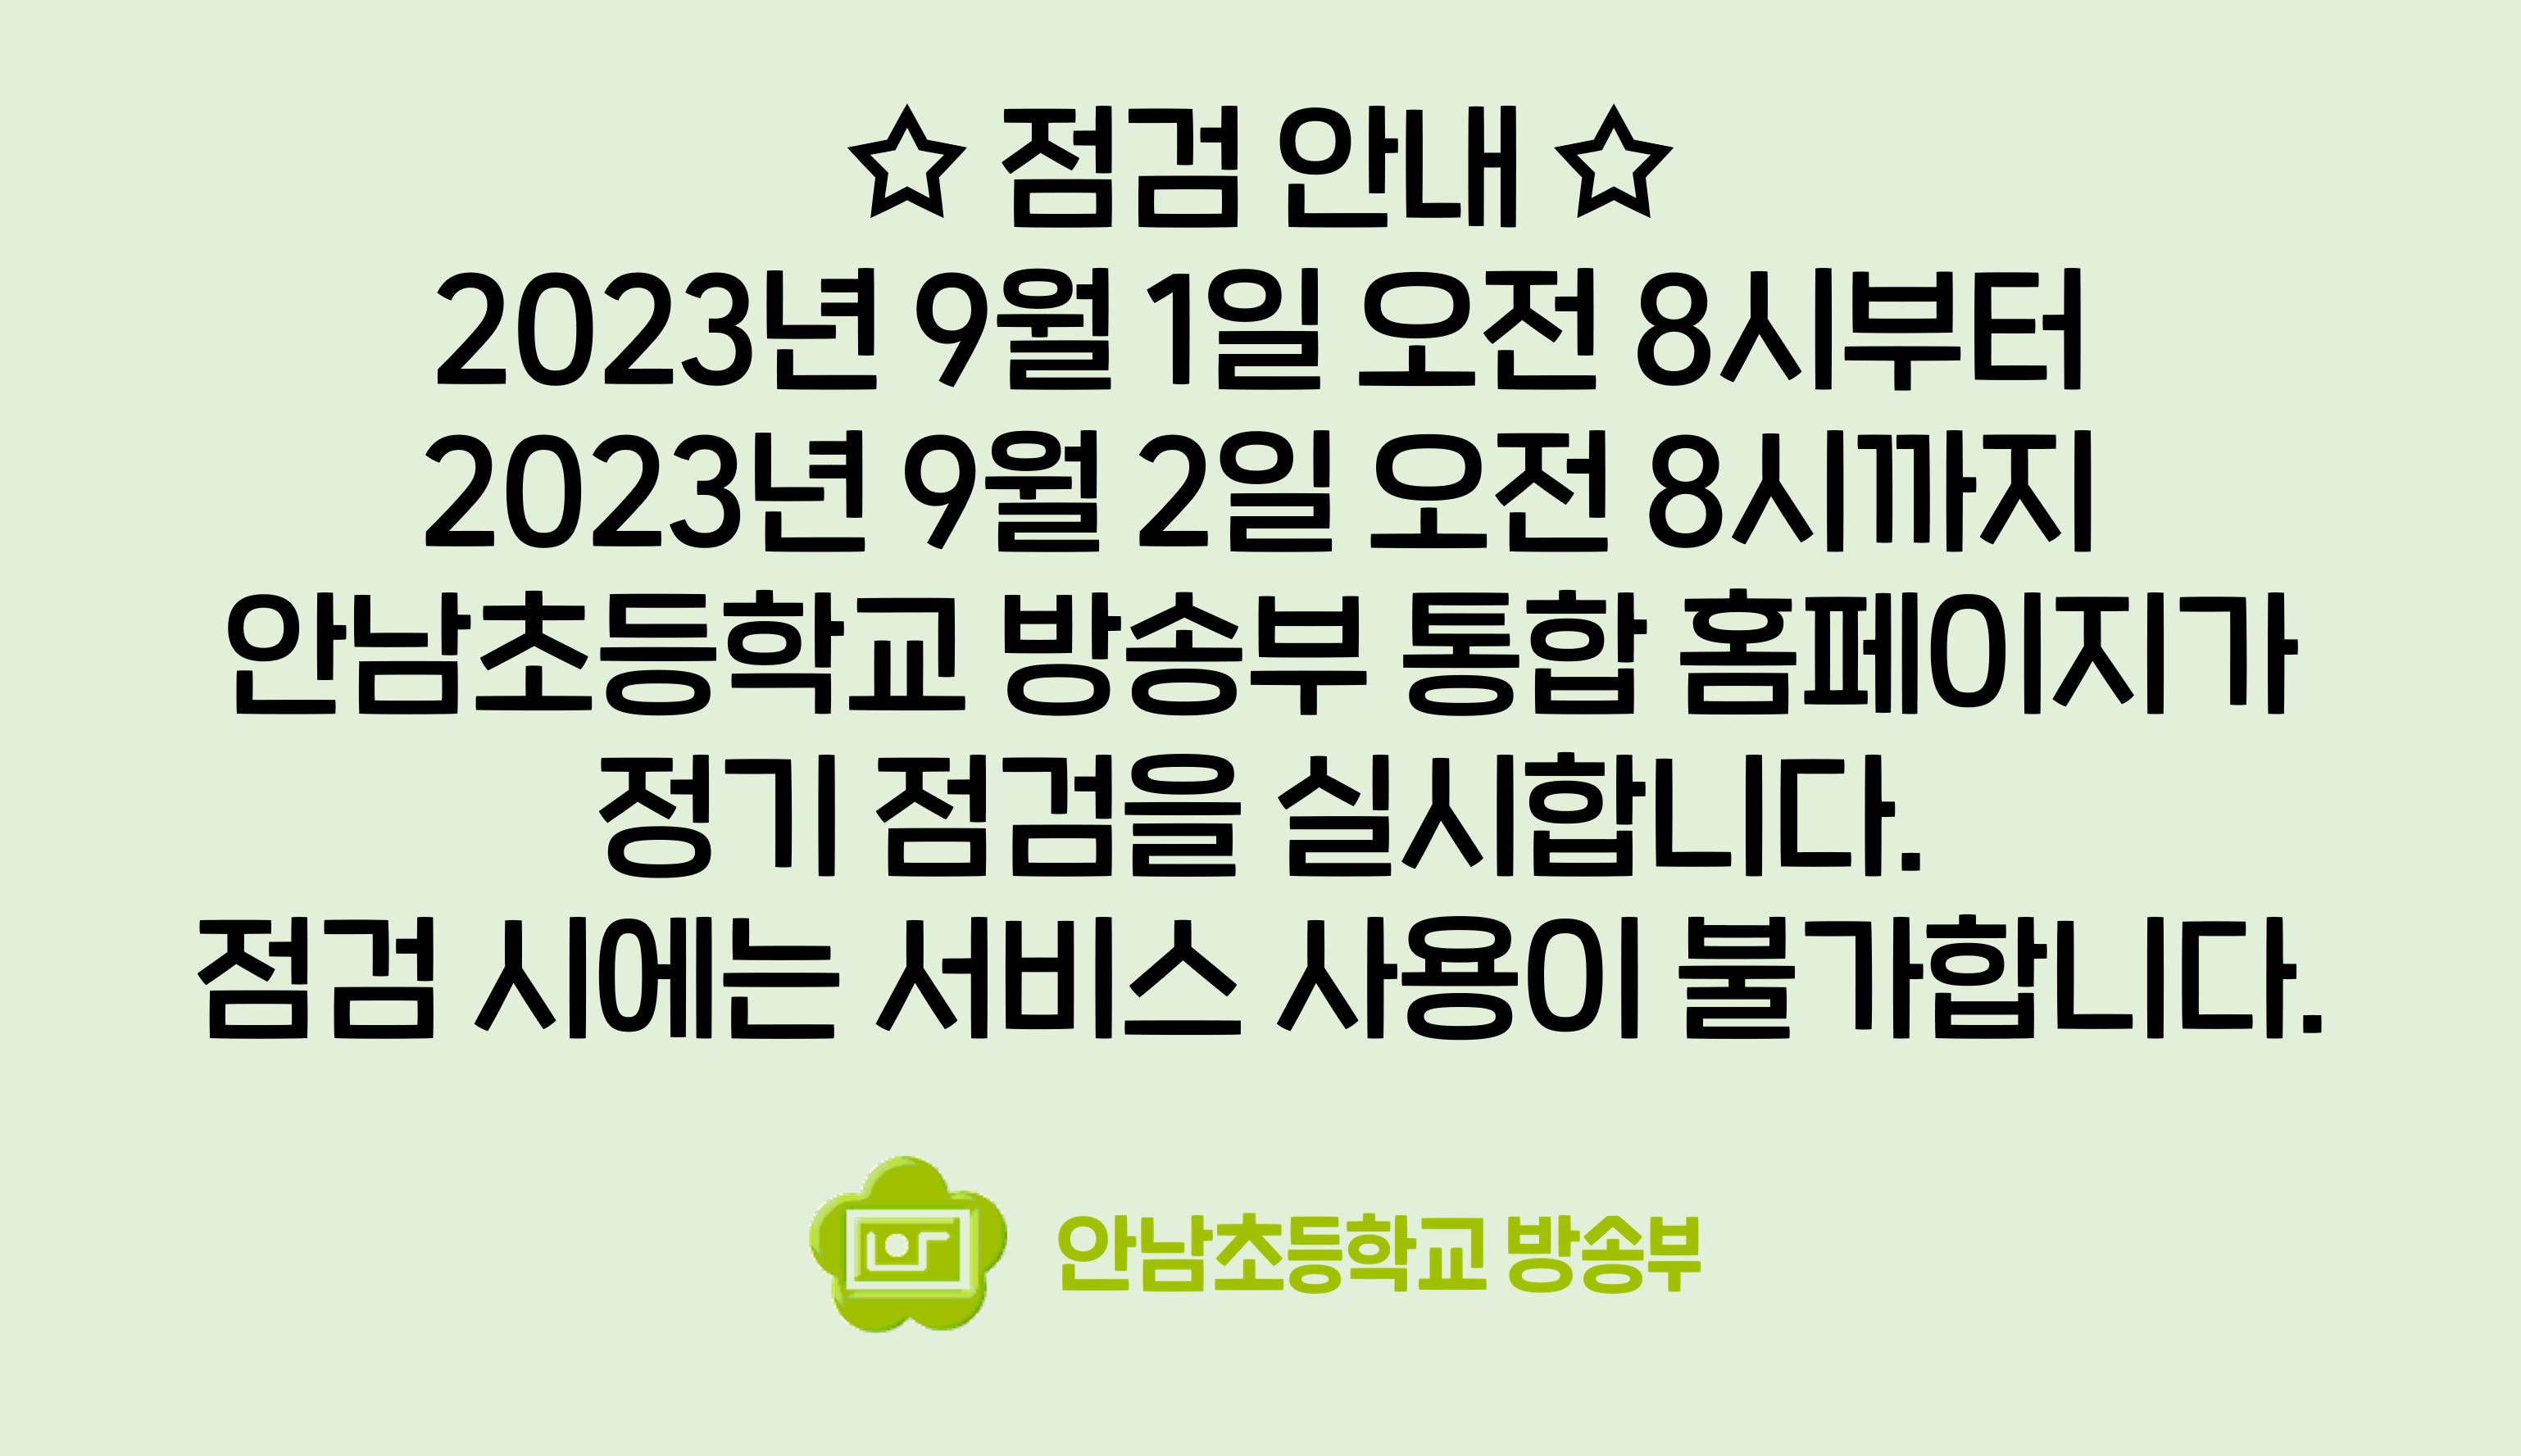 ☆ 점검 안내 ☆
2023년 9월 1일 오전 8시부터
2023년 9월 2일 오전 8시까지
안남초등학교 방송부 통합 홈페이지가
정기 점검을 실시합니다.
점검 시에는 서비스 사용이 불가합니다.
안남초등학교 방송부